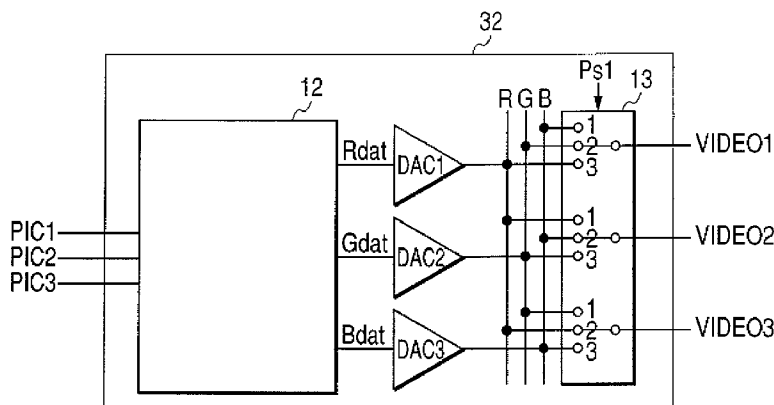 32
Ps1
12
R G B
13
1
Rdat
DAC1
2
VIDEO1
3
PIC1
PIC2
PIC3
1
Gdat
DAC2
2
VIDEO2
3
1
Bdat
DAC3
2
VIDEO3
3